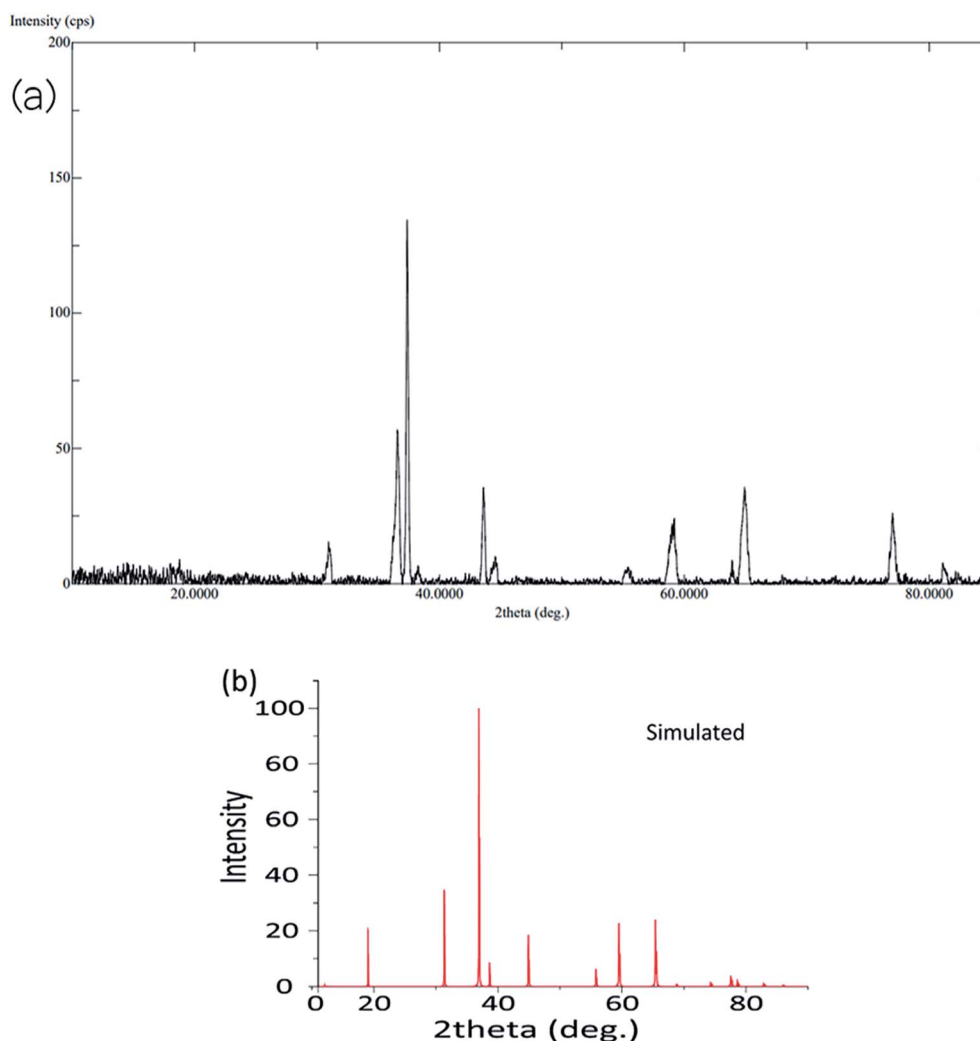 Intensity (cps)
200
(a)
150
100
50
0
20.0000 40.0000 60.0000 80.0000
2theta (deg.)
(b)
100
Simulated
60
60
Intensity
40
20
0
0 20 40 60 80
2theta (deg.)